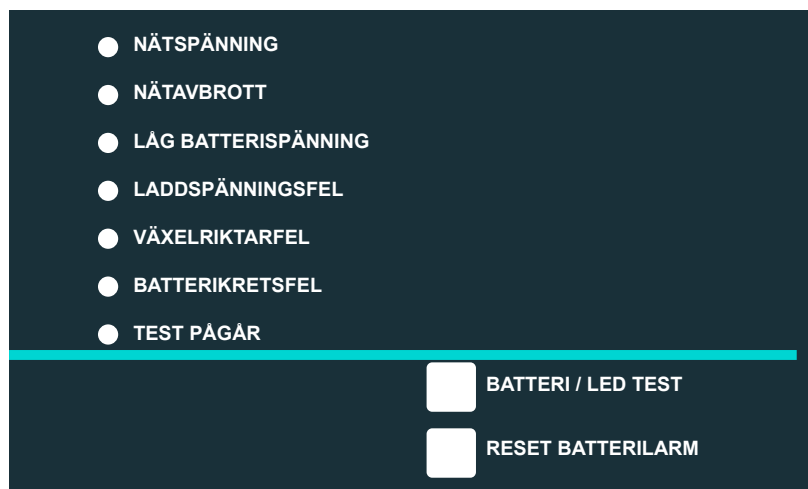 NÄTSPÄNNING
NÄTAVBROTT
LÅG BATTERISPÄNNING
LADDSPÄNNINGSFEL
VÄXELRIKTARFEL
BATTERIKRETSFEL
TEST PÅGÅR
BATTERI / LED TEST
RESET BATTERILARM